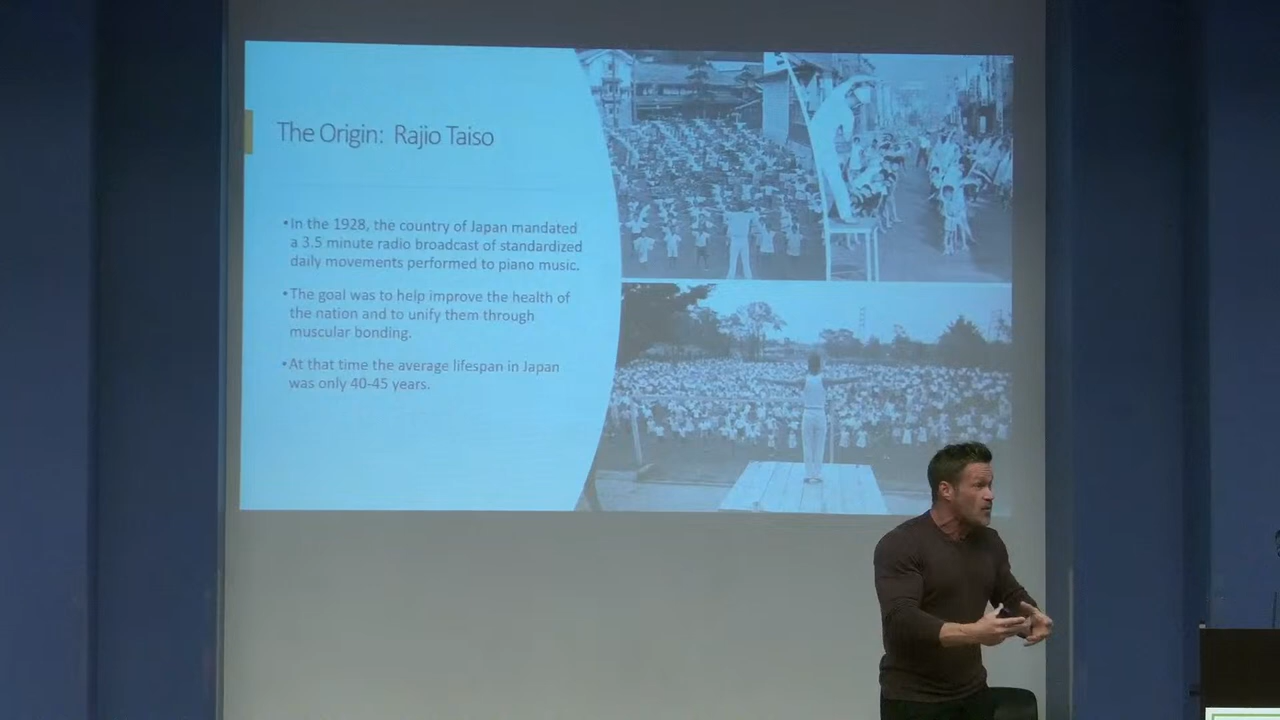 The Origin: Rajio Taiso
•In the 1928, the country of Japan mandated
a 3.5 minute radio broadcast of standardized
daily movements performed to piano music.
•The goal was to help improve the health of
the nation and to unify them through
muscular bonding.
•At that time the average lifespan in Japan
was only 40-45 years.